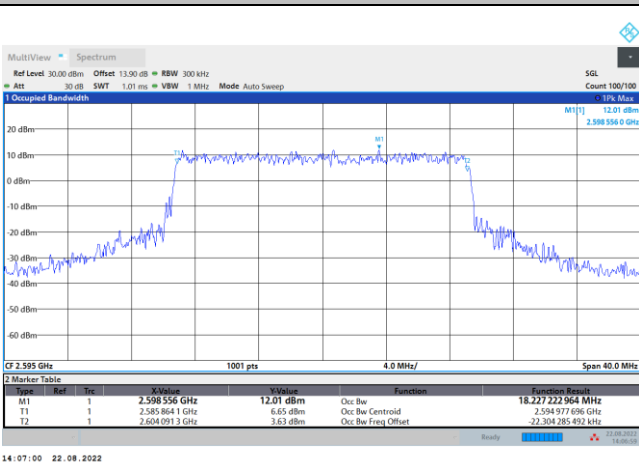 MultiView Spectrum
Ref Level 30.00 dBm Offset 13.90 dB RBW 300 kHz SGL
Att 30 dB SWT 1.01 ms VBW 1 MHz Mode Auto Sweep Count 100/100
1 Occupied Bandwidth 1Pk Max
M1[1] 12.01 dBm
2.598 556 0 GHz
20 dBm
M1
10 dBm
T1
T2
0 dBm
-10 dBm
-20 dBm
-30 dBm
-40 dBm
-50 dBm
-60 dBm
CF 2.595 GHz 1001 pts 4.0 MHz/ Span 40.0 MHz
2 Marker Table
Type Ref Trc X-Value Y-Value Function Function Result
M1 1 2.598 556 GHz 12.01 dBm Occ Bw 18.227 222 964 MHz
T1 1 2.585 864 1 GHz 6.65 dBm Occ Bw Centroid 2.594 977 696 GHz
T2 1 2.604 091 3 GHz 3.63 dBm Occ Bw Freq Offset -22.304 285 492 kHz
Ready 22.08.2022
14:06:59
14:07:00 22.08.2022